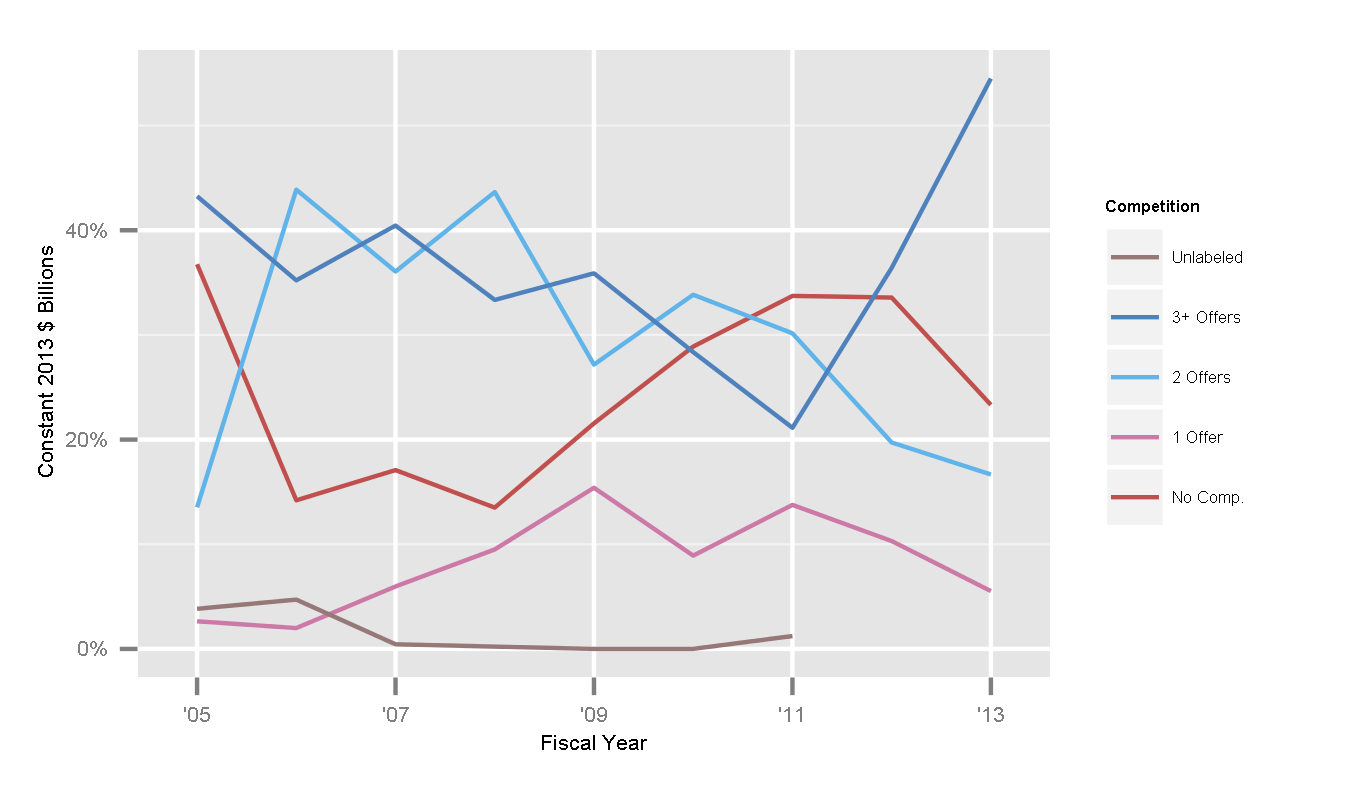 Constant 2013 $ Billions
40%
20%
0%
'05
'07
'09
'11
'13
Fiscal Year
Competition
Unlabeled
3+ Offers
2 Offers
1 Offer
No Comp.